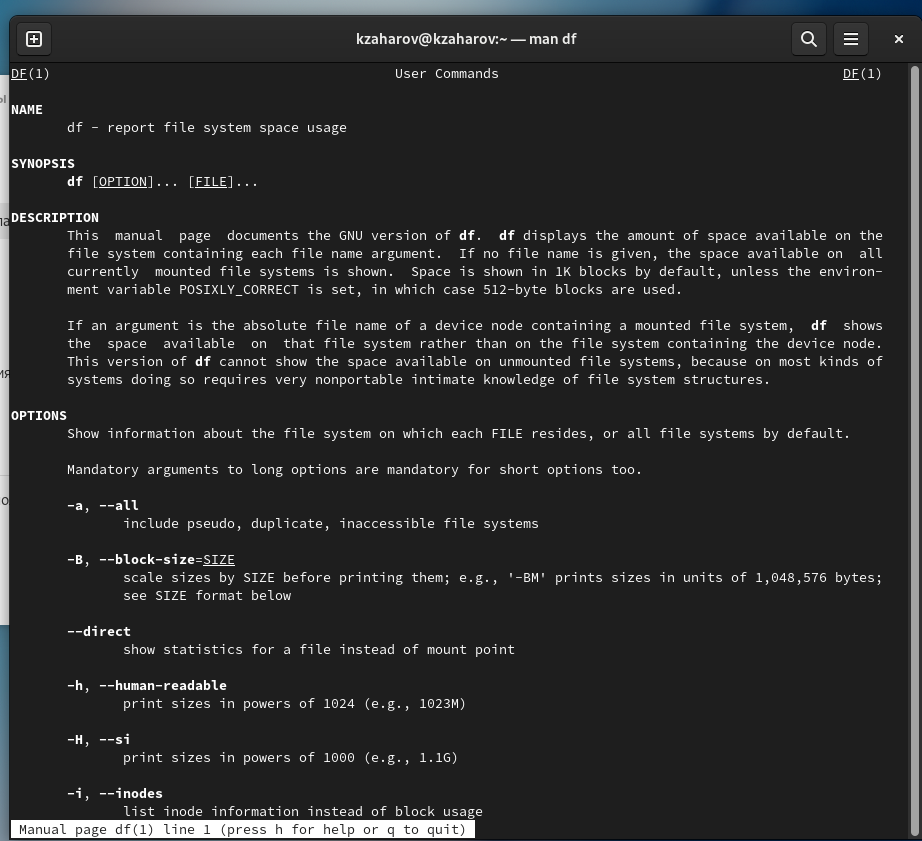 kzaharov@kzaharov:~ — man df
DF(1) User Commands DF(1)
NAME
df - report file system space usage
SYNOPSIS
df [OPTION]... [FILE]...
DESCRIPTION
This manual page documents the GNU version of df. df displays the amount of space available on the
file system containing each file name argument. If no file name is given, the space available on all
currently mounted file systems is shown. Space is shown in 1K blocks by default, unless the environ-
ment variable POSIXLY_CORRECT is set, in which case 512-byte blocks are used.
If an argument is the absolute file name of a device node containing a mounted file system, df shows
the space available on that file system rather than on the file system containing the device node.
This version of df cannot show the space available on unmounted file systems, because on most kinds of
systems doing so requires very nonportable intimate knowledge of file system structures.
OPTIONS
Show information about the file system on which each FILE resides, or all file systems by default.
Mandatory arguments to long options are mandatory for short options too.
-a, --all
include pseudo, duplicate, inaccessible file systems
-B, --block-size=SIZE
scale sizes by SIZE before printing them; e.g., '-BM' prints sizes in units of 1,048,576 bytes;
see SIZE format below
--direct
show statistics for a file instead of mount point
-h, --human-readable
print sizes in powers of 1024 (e.g., 1023M)
-H, --si
print sizes in powers of 1000 (e.g., 1.1G)
-i, --inodes
list inode information instead of block usage
Manual page df(1) line 1 (press h for help or q to quit)